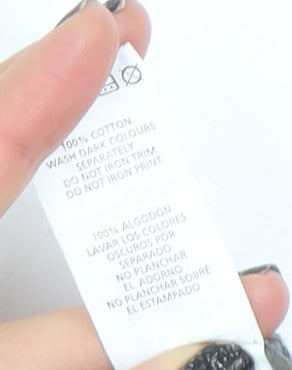 100% COTTON
WASH DARK COLOURS
SEPARATELY
DO NOT IRON TRIM
DO NOT IRON PRINT
100% ALGODÓN
LAVAR LOS COLORES
OSCUROS POR
SEPARADO
NO PLANCHAR
EL ADORNO
NO PLANCHAR SOBRE
EL ESTAMPADO